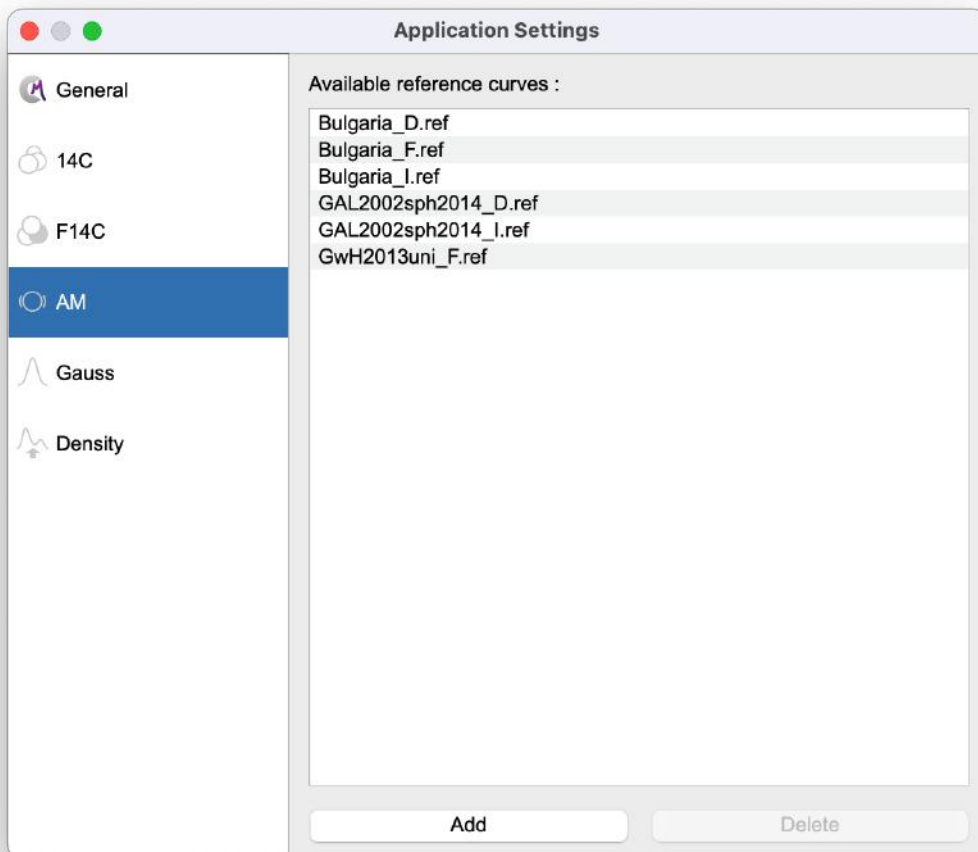 Application Settings
General
14C
F14C
AM
Gauss
Density
Available reference curves :
Bulgaria_D.ref
Bulgaria_F.ref
Bulgaria_I.ref
GAL2002sph2014_D.ref
GAL2002sph2014_I.ref
GwH2013uni_F.ref
Add
Delete